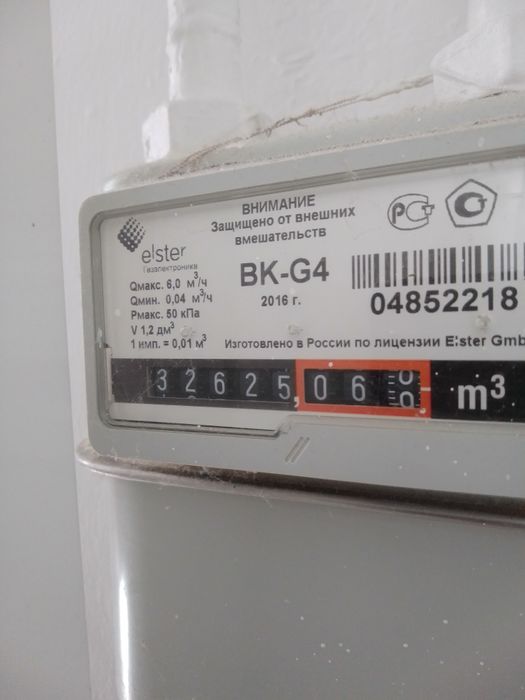 elster
Газэлектроника
ВНИМАНИЕ
Защищено от внешних
вмешательств
РСТ
С
BK-G4
2016 г.
04852218
Qмакс. 6,0 м³/ч
Qмин. 0,04 м³/ч
Pмакс. 50 кПа
V 1,2 дм³
1 имп. = 0,01 м³
Изготовлено в России по лицензии Elster Gmb
32625,06 m³